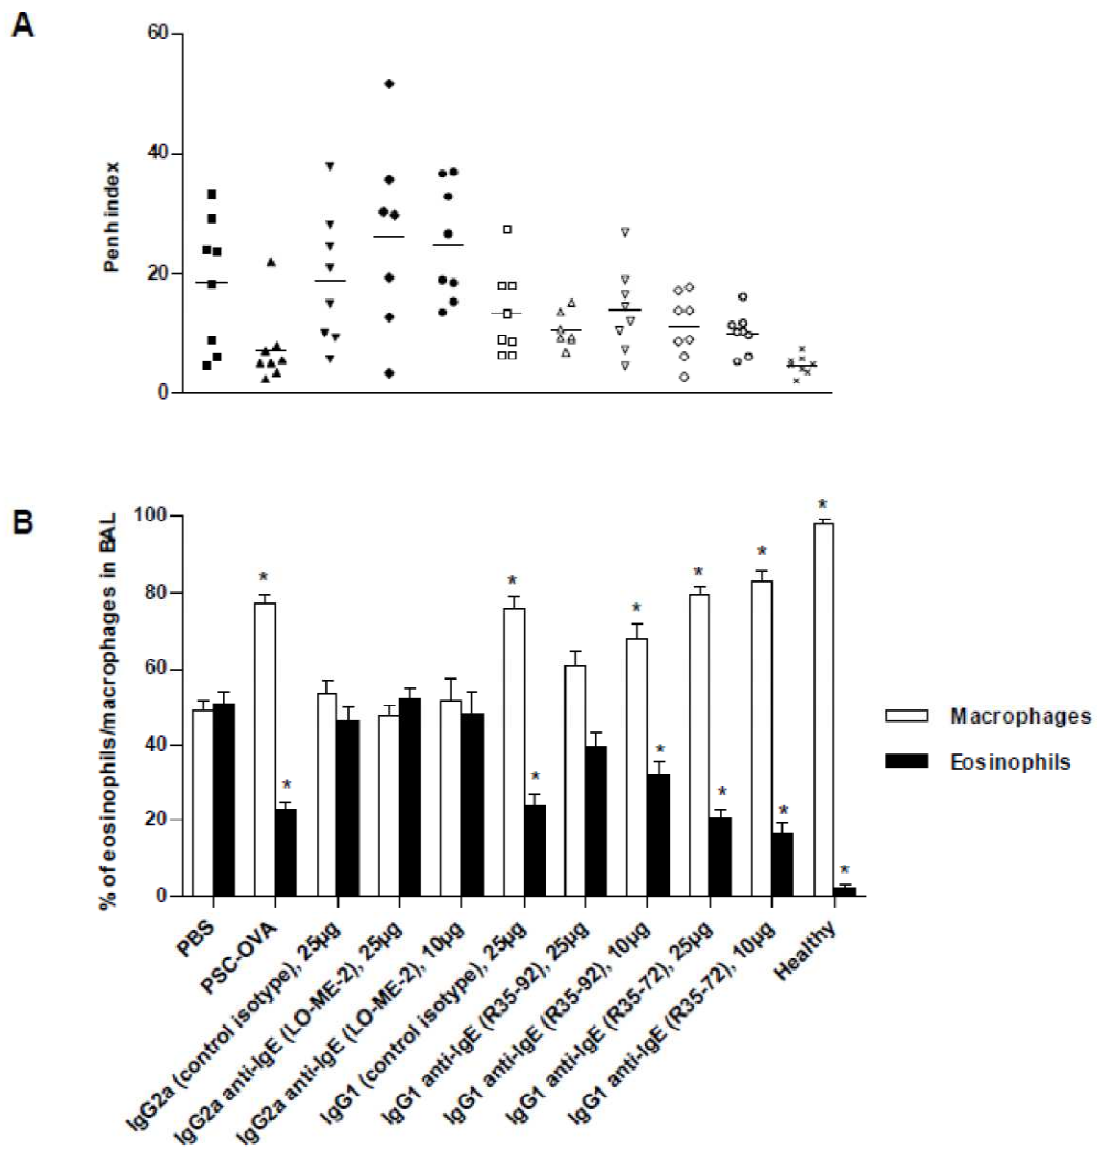 A
60
40
20
0
Penh index
B
100
80
60
40
20
0
% of eosinophils/macrophages in BAL
* * * * * * *
* * * * * *
Macrophages
Eosinophils
PBS
PSC-OVA
IgG2a (control isotype), 25µg
IgG2a anti-IgE (LO-ME-2), 25µg
IgG2a anti-IgE (LO-ME-2), 10µg
IgG1 (control isotype), 25µg
IgG1 anti-IgE (R35-92), 25µg
IgG1 anti-IgE (R35-92), 10µg
IgG1 anti-IgE (R35-72), 25µg
IgG1 anti-IgE (R35-72), 10µg
Healthy